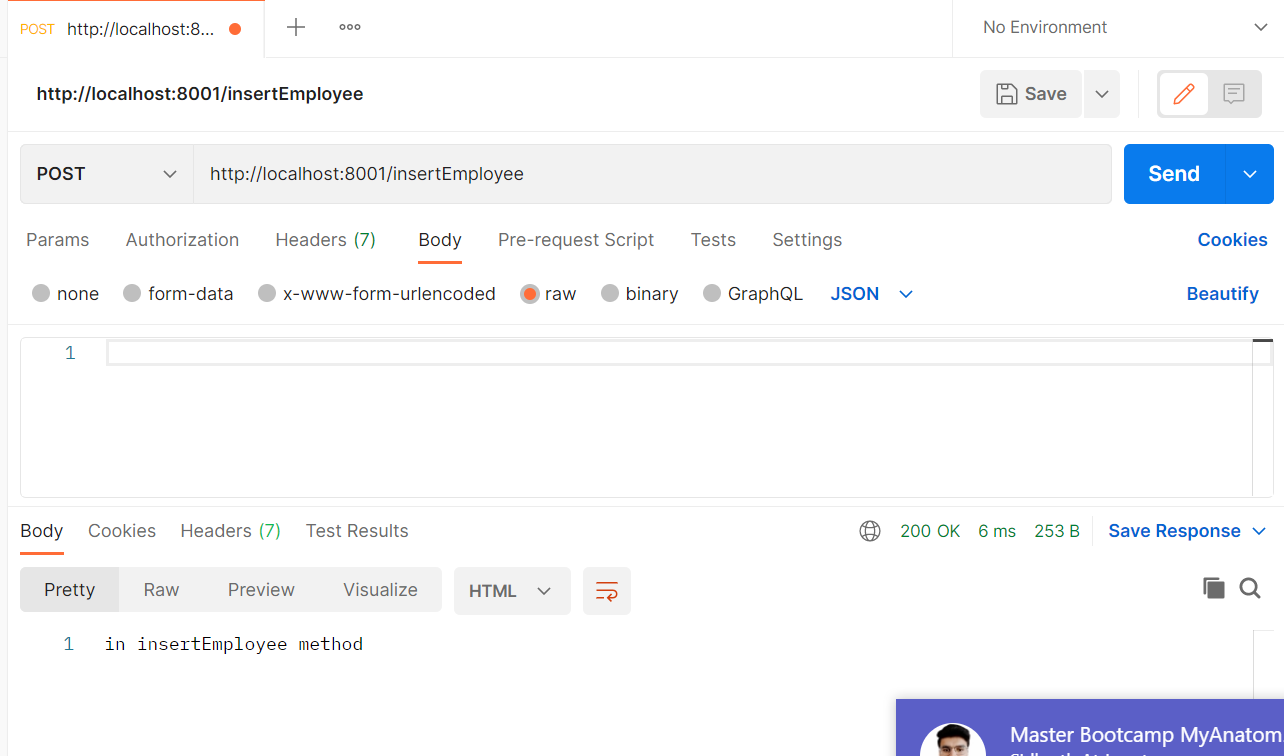 POST http://localhost:8...
No Environment
http://localhost:8001/insertEmployee
Save
POST http://localhost:8001/insertEmployee
Send
Params Authorization Headers (7) Body Pre-request Script Tests Settings Cookies
none form-data x-www-form-urlencoded raw binary GraphQL JSON Beautify
1
Body Cookies Headers (7) Test Results 200 OK 6 ms 253 B Save Response
Pretty Raw Preview Visualize HTML
1 in insertEmployee method
Master Bootcamp MyAnatom